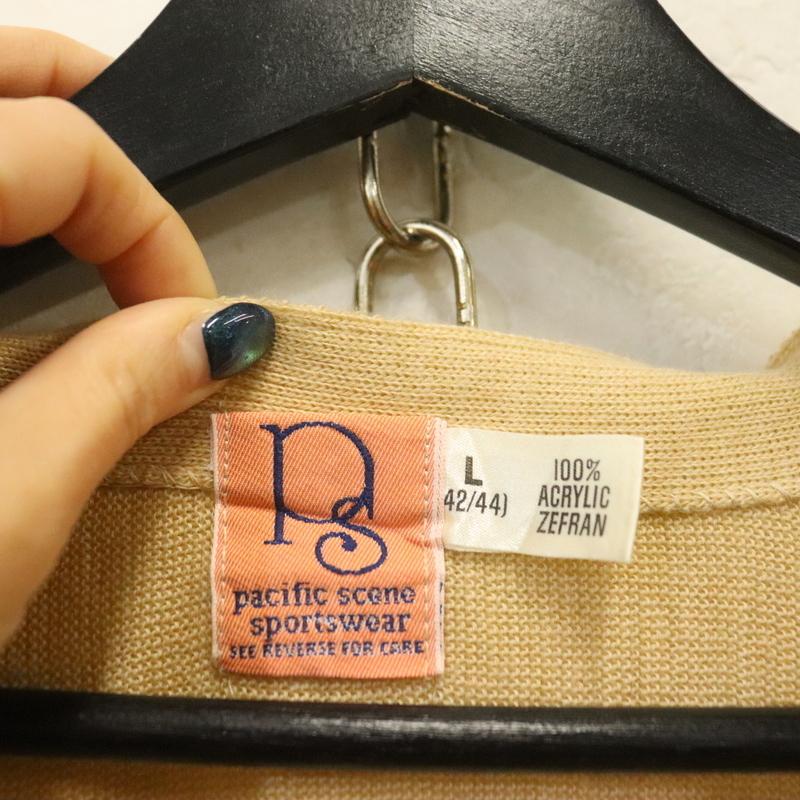 ps
pacific scene
sportswear
SEE REVERSE FOR CARE
L
42/44)
100%
ACRYLIC
ZEFRAN